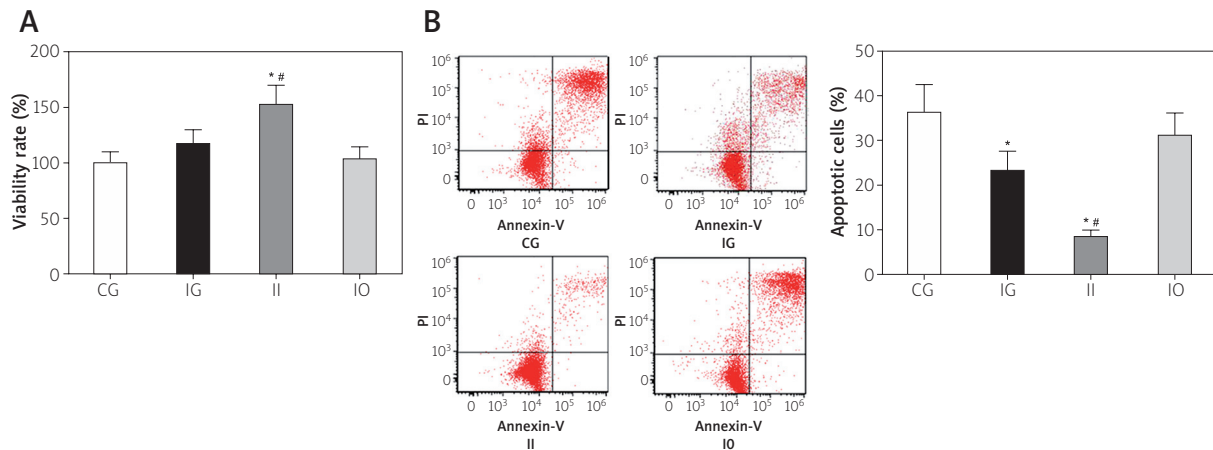 A
Viability rate (%)
200
150
100
50
0
* #
CG IG II IO
B
PI
10⁶
10⁵
10⁴
10³
0
0 10³ 10⁴ 10⁵ 10⁶
Annexin-V
CG
PI
10⁶
10⁵
10⁴
10³
0
0 10³ 10⁴ 10⁵ 10⁶
Annexin-V
IG
PI
10⁶
10⁵
10⁴
10³
0
0 10³ 10⁴ 10⁵ 10⁶
Annexin-V
II
PI
10⁶
10⁵
10⁴
10³
0
0 10³ 10⁴ 10⁵ 10⁶
Annexin-V
I0
Apoptotic cells (%)
50
40
30
20
10
0
*
* #
CG IG II IO